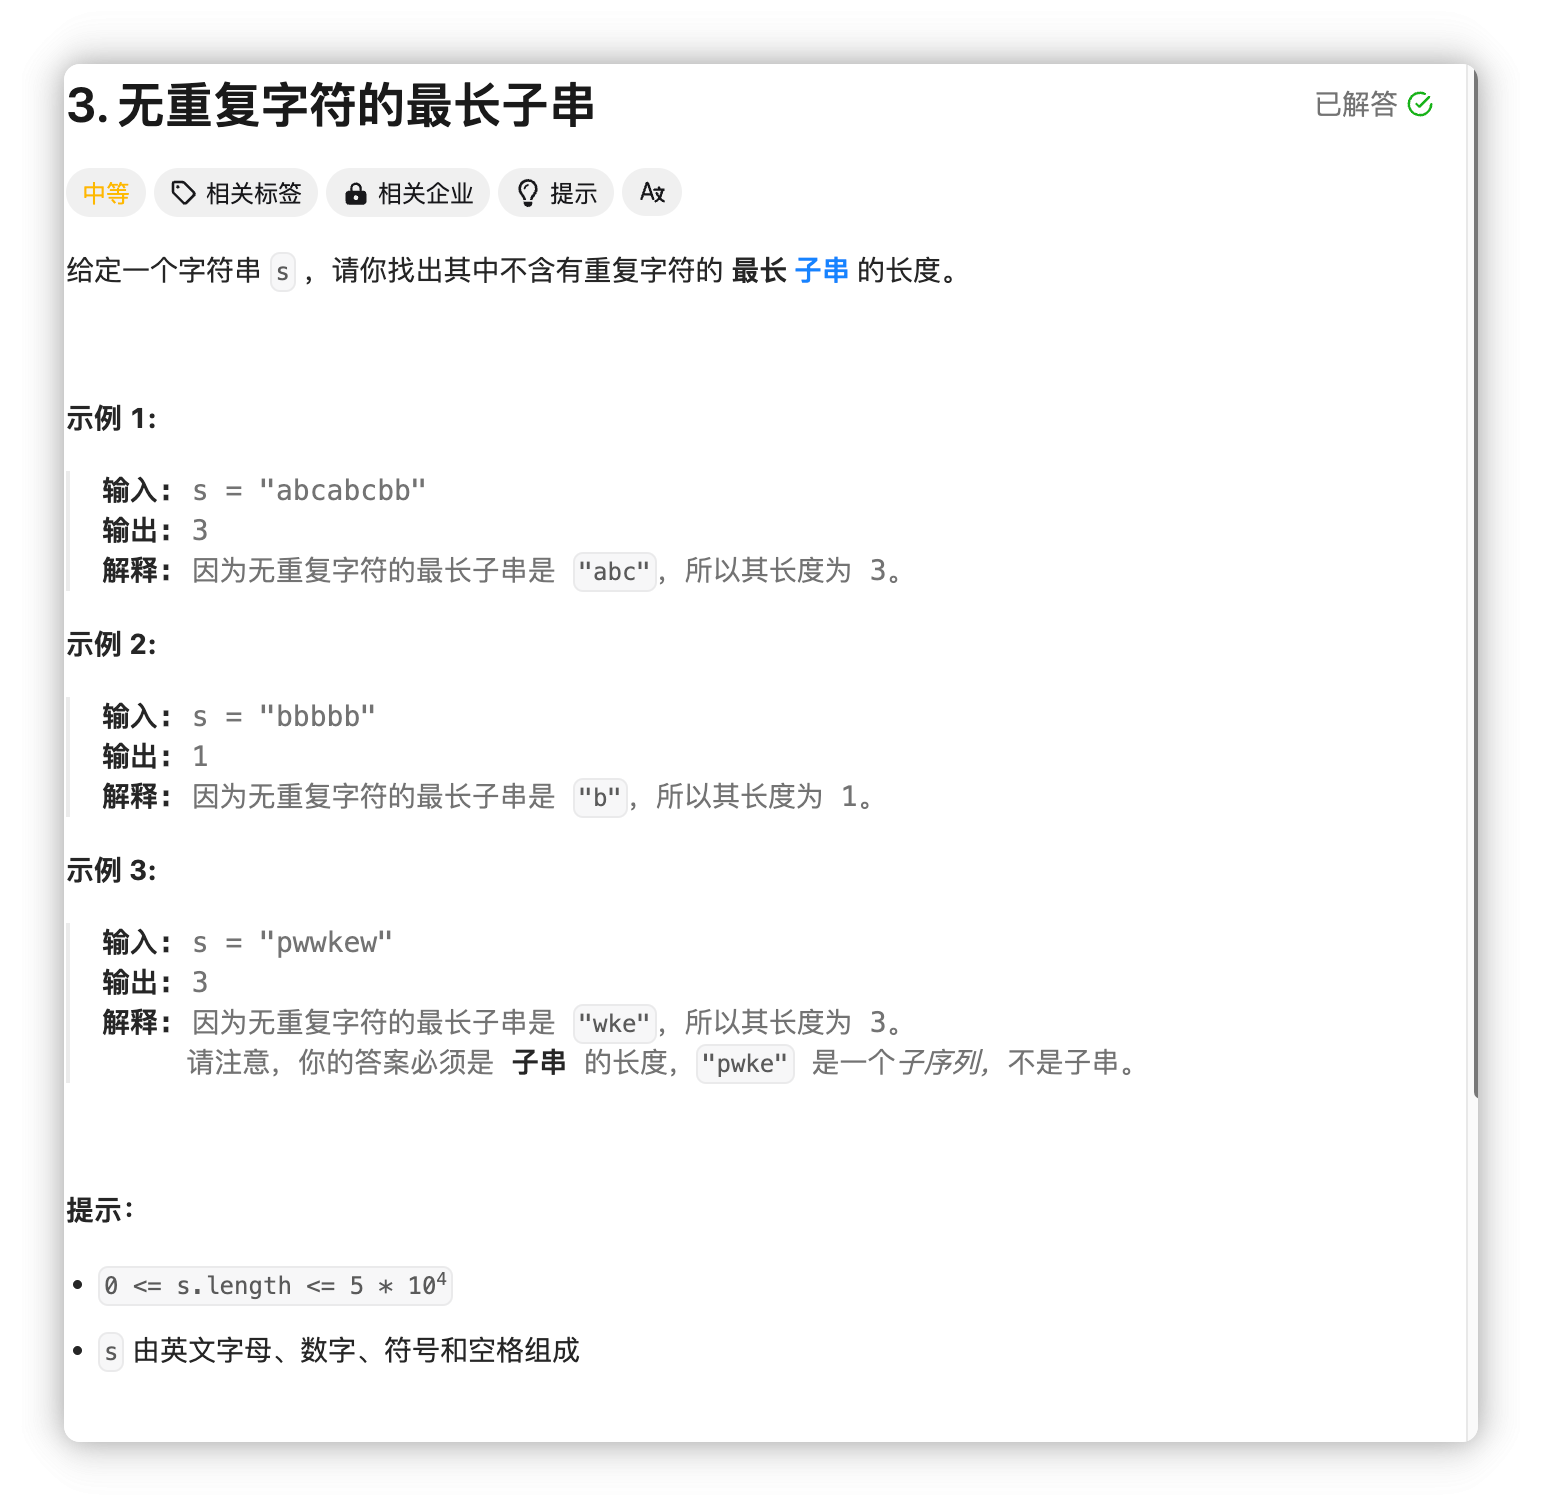 3. 无重复字符的最长子串
已解答
中等 相关标签 相关企业 提示 A文
给定一个字符串 s ，请你找出其中不含有重复字符的 最长 子串 的长度。
示例 1:
输入: s = "abcabcbb"
输出: 3
解释: 因为无重复字符的最长子串是 "abc"，所以其长度为 3。
示例 2:
输入: s = "bbbbb"
输出: 1
解释: 因为无重复字符的最长子串是 "b"，所以其长度为 1。
示例 3:
输入: s = "pwwkew"
输出: 3
解释: 因为无重复字符的最长子串是 "wke"，所以其长度为 3。
请注意，你的答案必须是 子串 的长度，"pwke" 是一个子序列，不是子串。
提示：
0 <= s.length <= 5 * 10⁴
s 由英文字母、数字、符号和空格组成